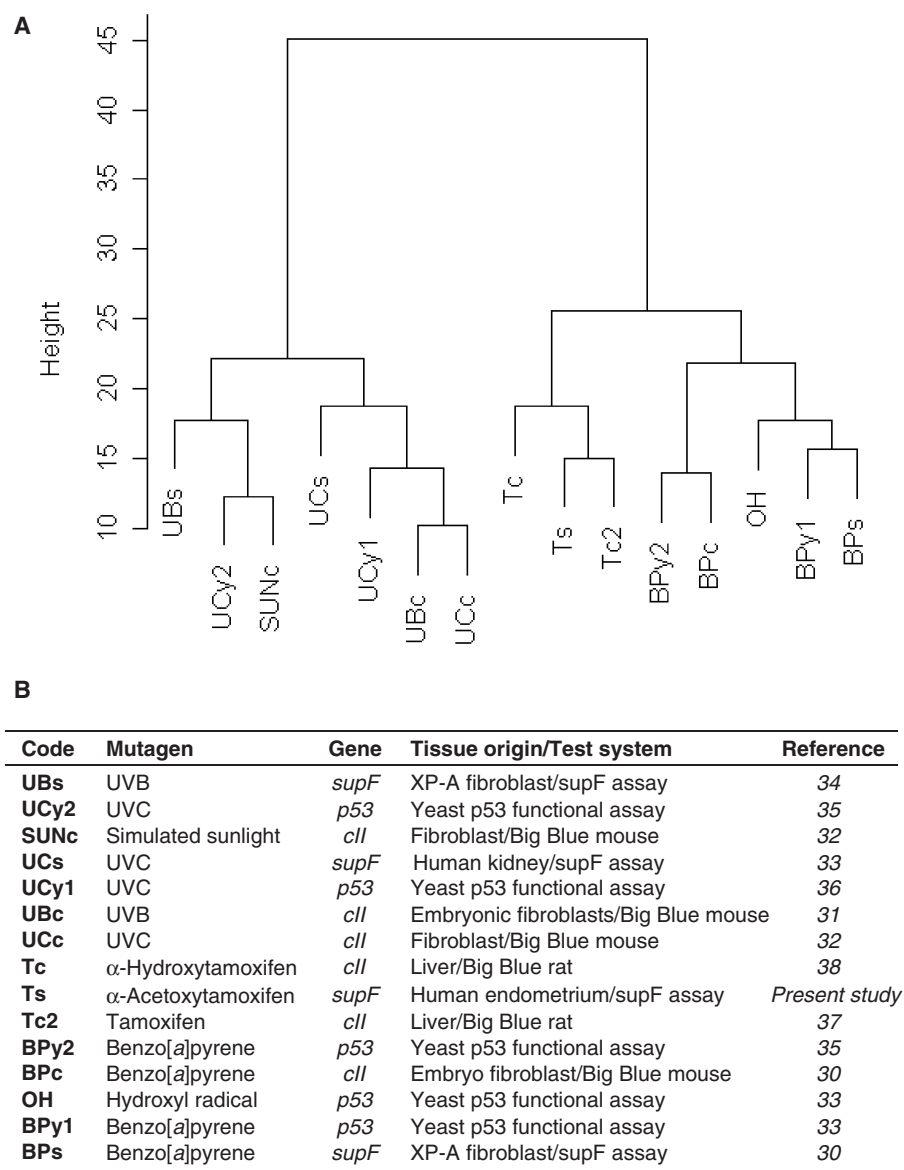 A
45
40
35
30
25
20
15
10
Height
UBs
UCy2
SUNc
UCs
UCy1
UBc
UCc
Tc
Ts
Tc2
BPy2
BPc
OH
BPy1
BPs
B
Code Mutagen Gene Tissue origin/Test system Reference
UBs UVB supF XP-A fibroblast/supF assay 34
UCy2 UVC p53 Yeast p53 functional assay 35
SUNc Simulated sunlight cII Fibroblast/Big Blue mouse 32
UCs UVC supF Human kidney/supF assay 33
UCy1 UVC p53 Yeast p53 functional assay 36
UBc UVB cII Embryonic fibroblasts/Big Blue mouse 31
UCc UVC cII Fibroblast/Big Blue mouse 32
Tc α-Hydroxytamoxifen cII Liver/Big Blue rat 38
Ts α-Acetoxytamoxifen supF Human endometrium/supF assay Present study
Tc2 Tamoxifen cII Liver/Big Blue rat 37
BPy2 Benzo[a]pyrene p53 Yeast p53 functional assay 35
BPc Benzo[a]pyrene cII Embryo fibroblast/Big Blue mouse 30
OH Hydroxyl radical p53 Yeast p53 functional assay 33
BPy1 Benzo[a]pyrene p53 Yeast p53 functional assay 33
BPs Benzo[a]pyrene supF XP-A fibroblast/supF assay 30